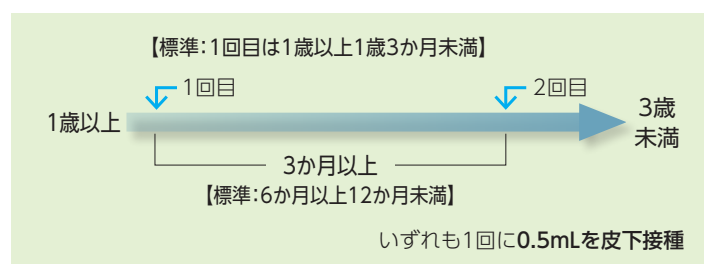 【標準:1回目は1歳以上1歳3か月未満】
1回目
2回目
1歳以上
3歳
未満
3か月以上
【標準:6か月以上12か月未満】
いずれも1回に0.5mLを皮下接種